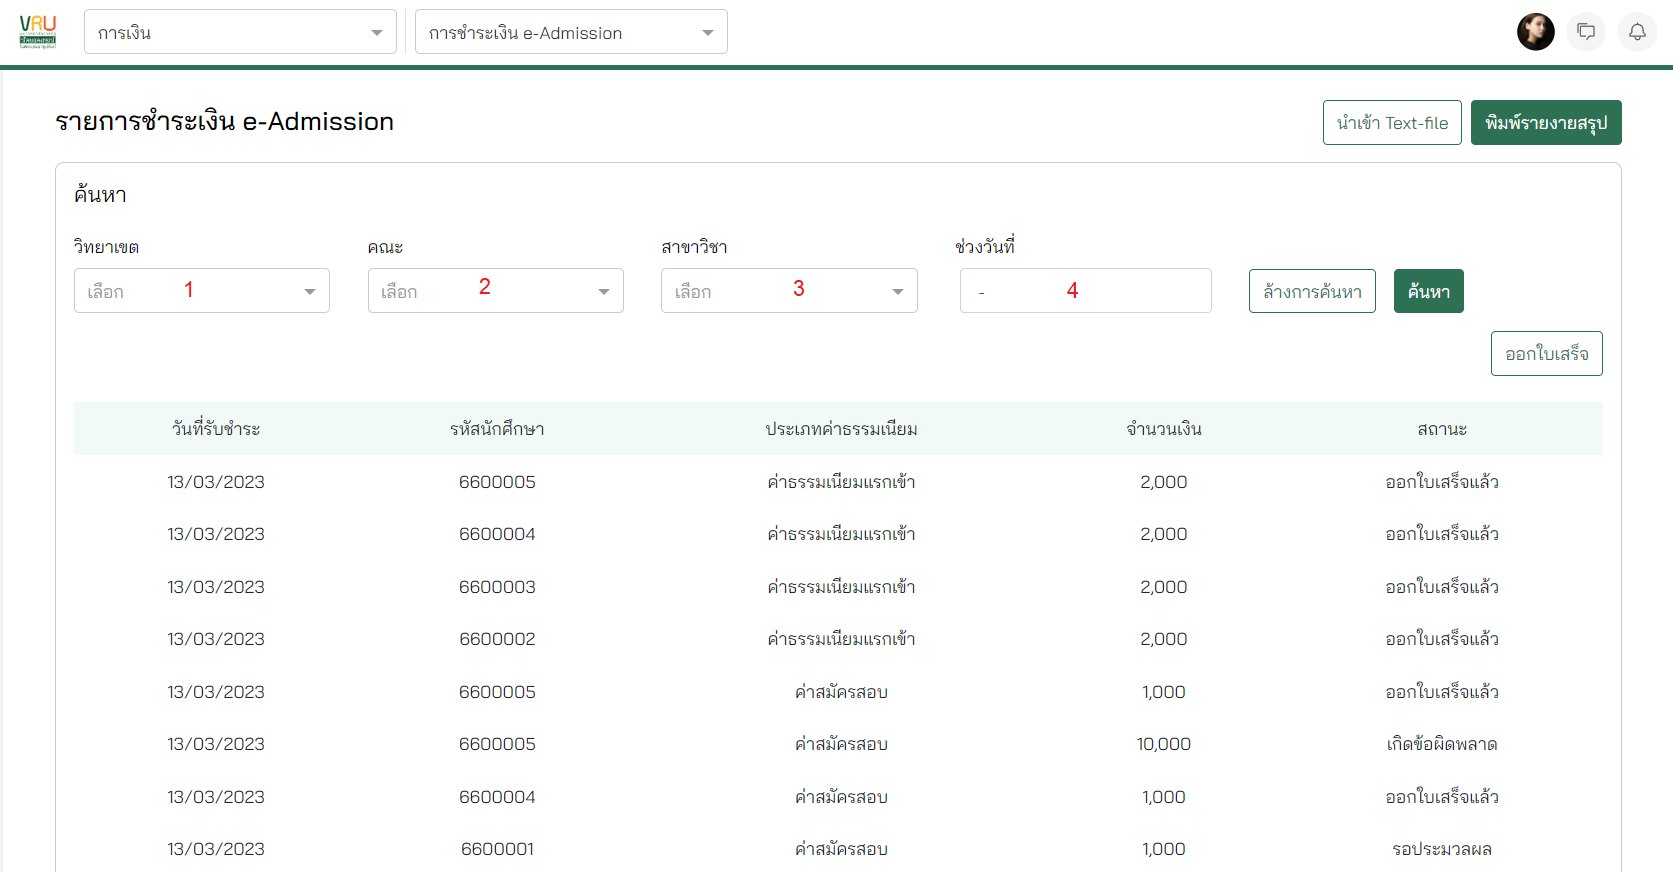 VRU
การเงิน
การชำระเงิน e-Admission
รายการชำระเงิน e-Admission
นำเข้า Text-file
พิมพ์รายงายสรุป
ค้นหา
วิทยาเขต คณะ สาขาวิชา ช่วงวันที่
เลือก 1 เลือก 2 เลือก 3 - 4 ล้างการค้นหา ค้นหา
ออกใบเสร็จ
วันที่รับชำระ รหัสนักศึกษา ประเภทค่าธรรมเนียม จำนวนเงิน สถานะ
13/03/2023 6600005 ค่าธรรมเนียมแรกเข้า 2,000 ออกใบเสร็จแล้ว
13/03/2023 6600004 ค่าธรรมเนียมแรกเข้า 2,000 ออกใบเสร็จแล้ว
13/03/2023 6600003 ค่าธรรมเนียมแรกเข้า 2,000 ออกใบเสร็จแล้ว
13/03/2023 6600002 ค่าธรรมเนียมแรกเข้า 2,000 ออกใบเสร็จแล้ว
13/03/2023 6600005 ค่าสมัครสอบ 1,000 ออกใบเสร็จแล้ว
13/03/2023 6600005 ค่าสมัครสอบ 10,000 เกิดข้อผิดพลาด
13/03/2023 6600004 ค่าสมัครสอบ 1,000 ออกใบเสร็จแล้ว
13/03/2023 6600001 ค่าสมัครสอบ 1,000 รอประมวลผล